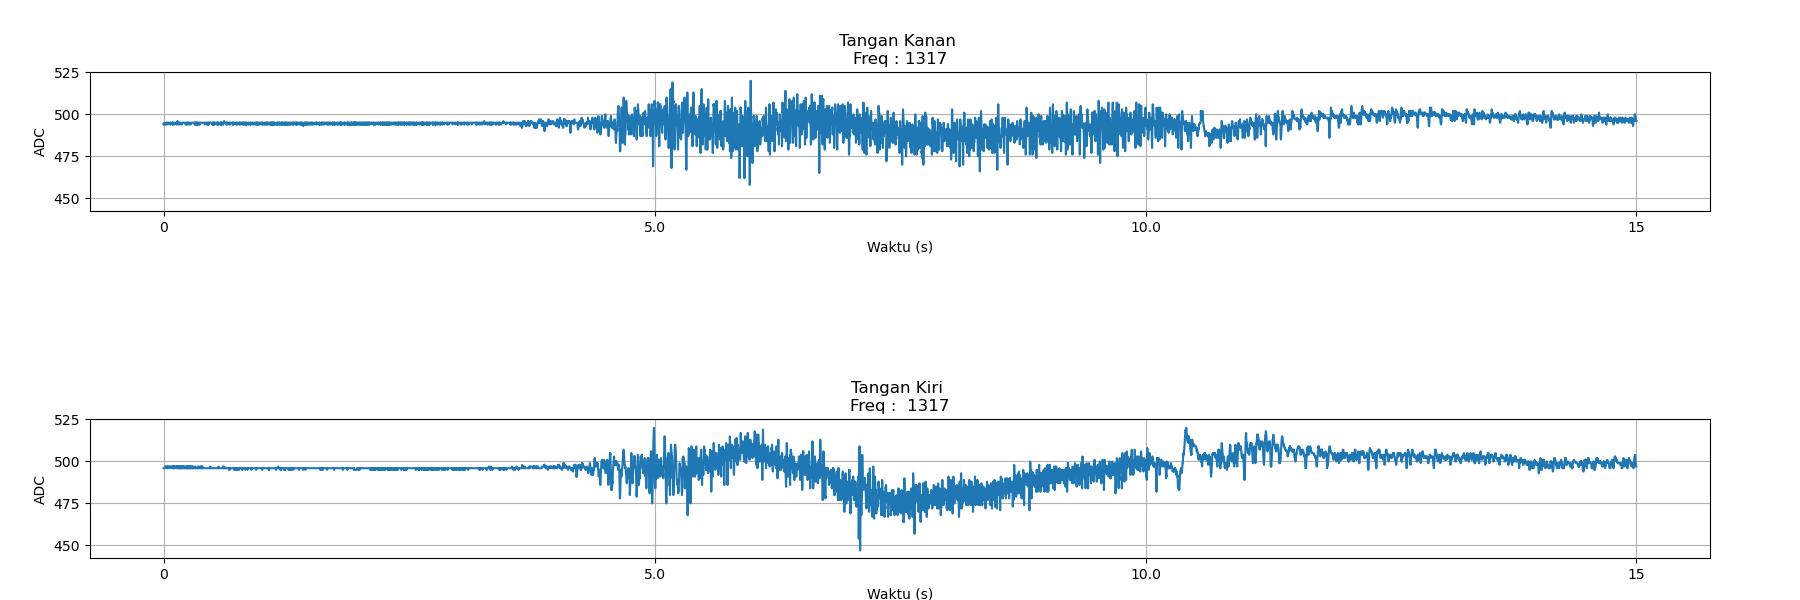 Tangan Kanan
Freq : 1317
525
500
475
450
ADC
0 5.0 10.0 15
Waktu (s)
Tangan Kiri
Freq :  1317
525
500
475
450
ADC
0 5.0 10.0 15
Waktu (s)